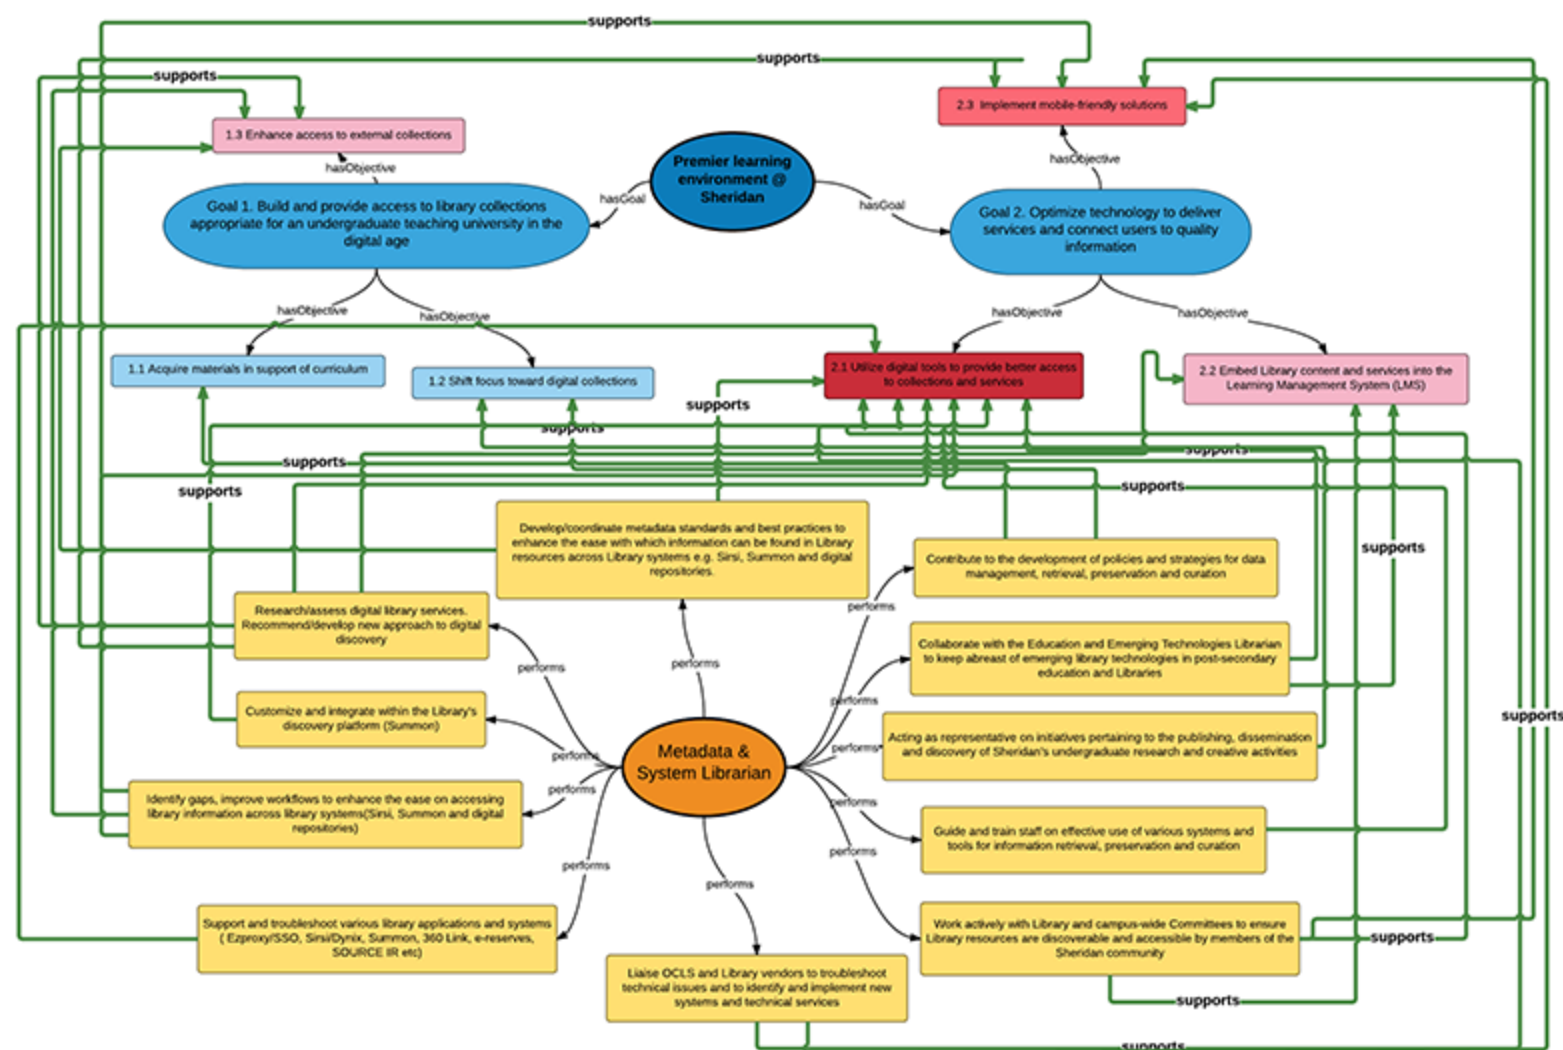 supports
supports
supports
2.3 Implement mobile-friendly solutions
1.3 Enhance access to external collections
hasObjective
hasObjective
Premier learning
environment @
Sheridan
hasGoal
hasGoal
Goal 1. Build and provide access to library collections
appropriate for an undergraduate teaching university in the
digital age
Goal 2. Optimize technology to deliver
services and connect users to quality
information
hasObjective
hasObjective
hasObjective
hasObjective
1.1 Acquire materials in support of curriculum
1.2 Shift focus toward digital collections
2.1 Utilize digital tools to provide better access
to collections and services
2.2 Embed Library content and services into the
Learning Management System (LMS)
supports
supports
supports
supports
supports
supports
supports
Develop/coordinate metadata standards and best practices to
enhance the ease with which information can be found in Library
resources across Library systems e.g. Sirsi, Summon and digital
repositories.
Contribute to the development of policies and strategies for data
management, retrieval, preservation and curation
supports
Research/assess digital library services.
Recommend/develop new approach to digital
discovery
performs
performs
performs
Collaborate with the Education and Emerging Technologies Librarian
to keep abreast of emerging library technologies in post-secondary
education and Libraries
performs
Customize and integrate within the Library's
discovery platform (Summon)
performs
performs
Acting as representative on initiatives pertaining to the publishing, dissemination
and discovery of Sheridan's undergraduate research and creative activities
supports
Metadata &
System Librarian
performs
performs
Identify gaps, improve workflows to enhance the ease on accessing
library information across library systems(Sirsi, Summon and digital
repositories)
Guide and train staff on effective use of various systems and
tools for information retrieval, preservation and curation
performs
performs
performs
Support and troubleshoot various library applications and systems
( Ezproxy/SSO, Sirsi/Dynix, Summon, 360 Link, e-reserves,
SOURCE IR etc)
Work actively with Library and campus-wide Committees to ensure
Library resources are discoverable and accessible by members of the
Sheridan community
supports
Liaise OCLS and Library vendors to troubleshoot
technical issues and to identify and implement new
systems and technical services
supports
supports